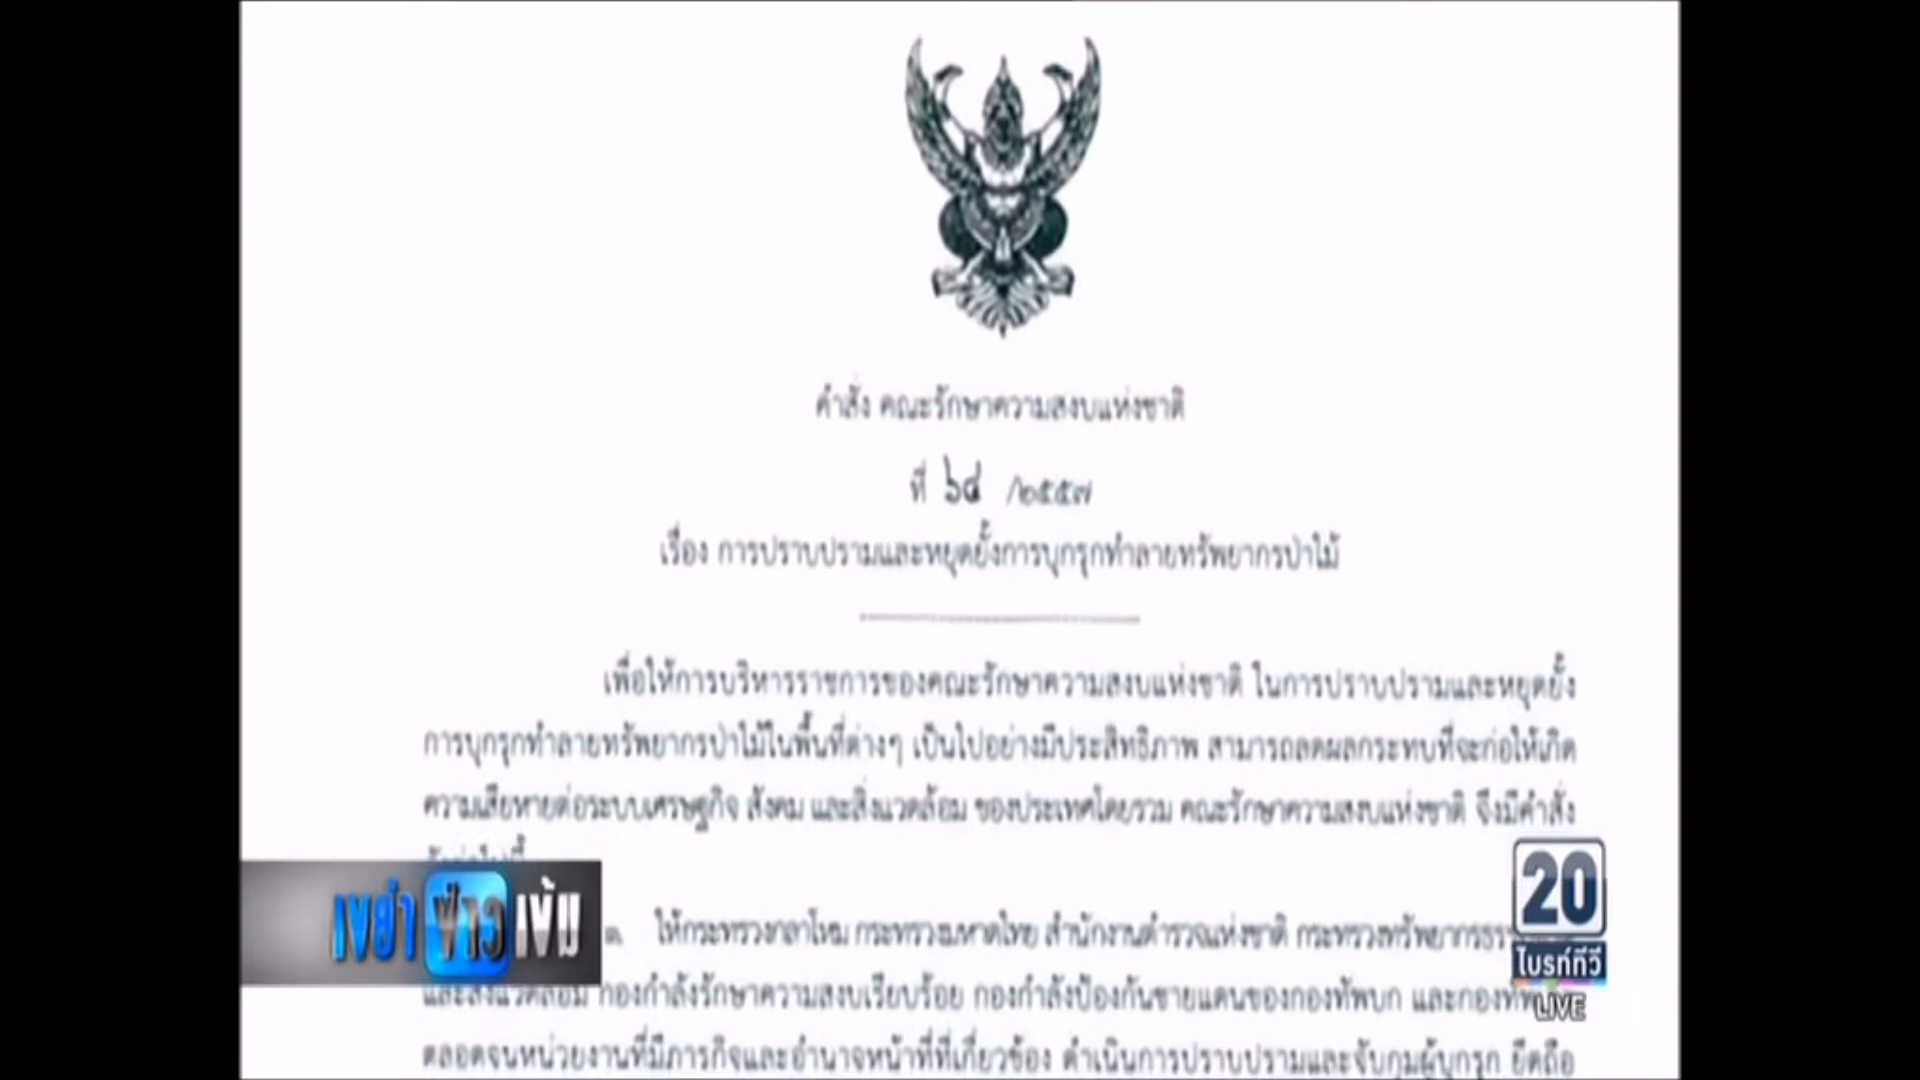 คำสั่ง คณะรักษาความสงบแห่งชาติ
ที่ ๖๔ /๒๕๕๗
เรื่อง การปราบปรามและหยุดยั้งการบุกรุกทำลายทรัพยากรป่าไม้
เพื่อให้การบริหารราชการของคณะรักษาความสงบแห่งชาติ ในการปราบปรามและหยุดยั้ง
การบุกรุกทำลายทรัพยากรป่าไม้ในพื้นที่ต่างๆ เป็นไปอย่างมีประสิทธิภาพ สามารถลดผลกระทบที่จะก่อให้เกิด
ความเสียหายต่อระบบเศรษฐกิจ สังคม และสิ่งแวดล้อม ของประเทศโดยรวม คณะรักษาความสงบแห่งชาติ จึงมีคำสั่ง
๑. ให้กระทรวงกลาโหม กระทรวงมหาดไทย สำนักงานตำรวจแห่งชาติ
และสิ่งแวดล้อม กองกำลังรักษาความสงบเรียบร้อย กองกำลังป้องกันชายแดนของกองทัพบก
ตลอดจนหน่วยงานที่มีภารกิจและอำนาจหน้าที่ที่เกี่ยวข้อง ดำเนินการปราบปรามและจับกุมผู้บุกรุก ยึดถือ
เขย่าข่าวเข้ม
20
ไบรท์ทีวี
LIVE